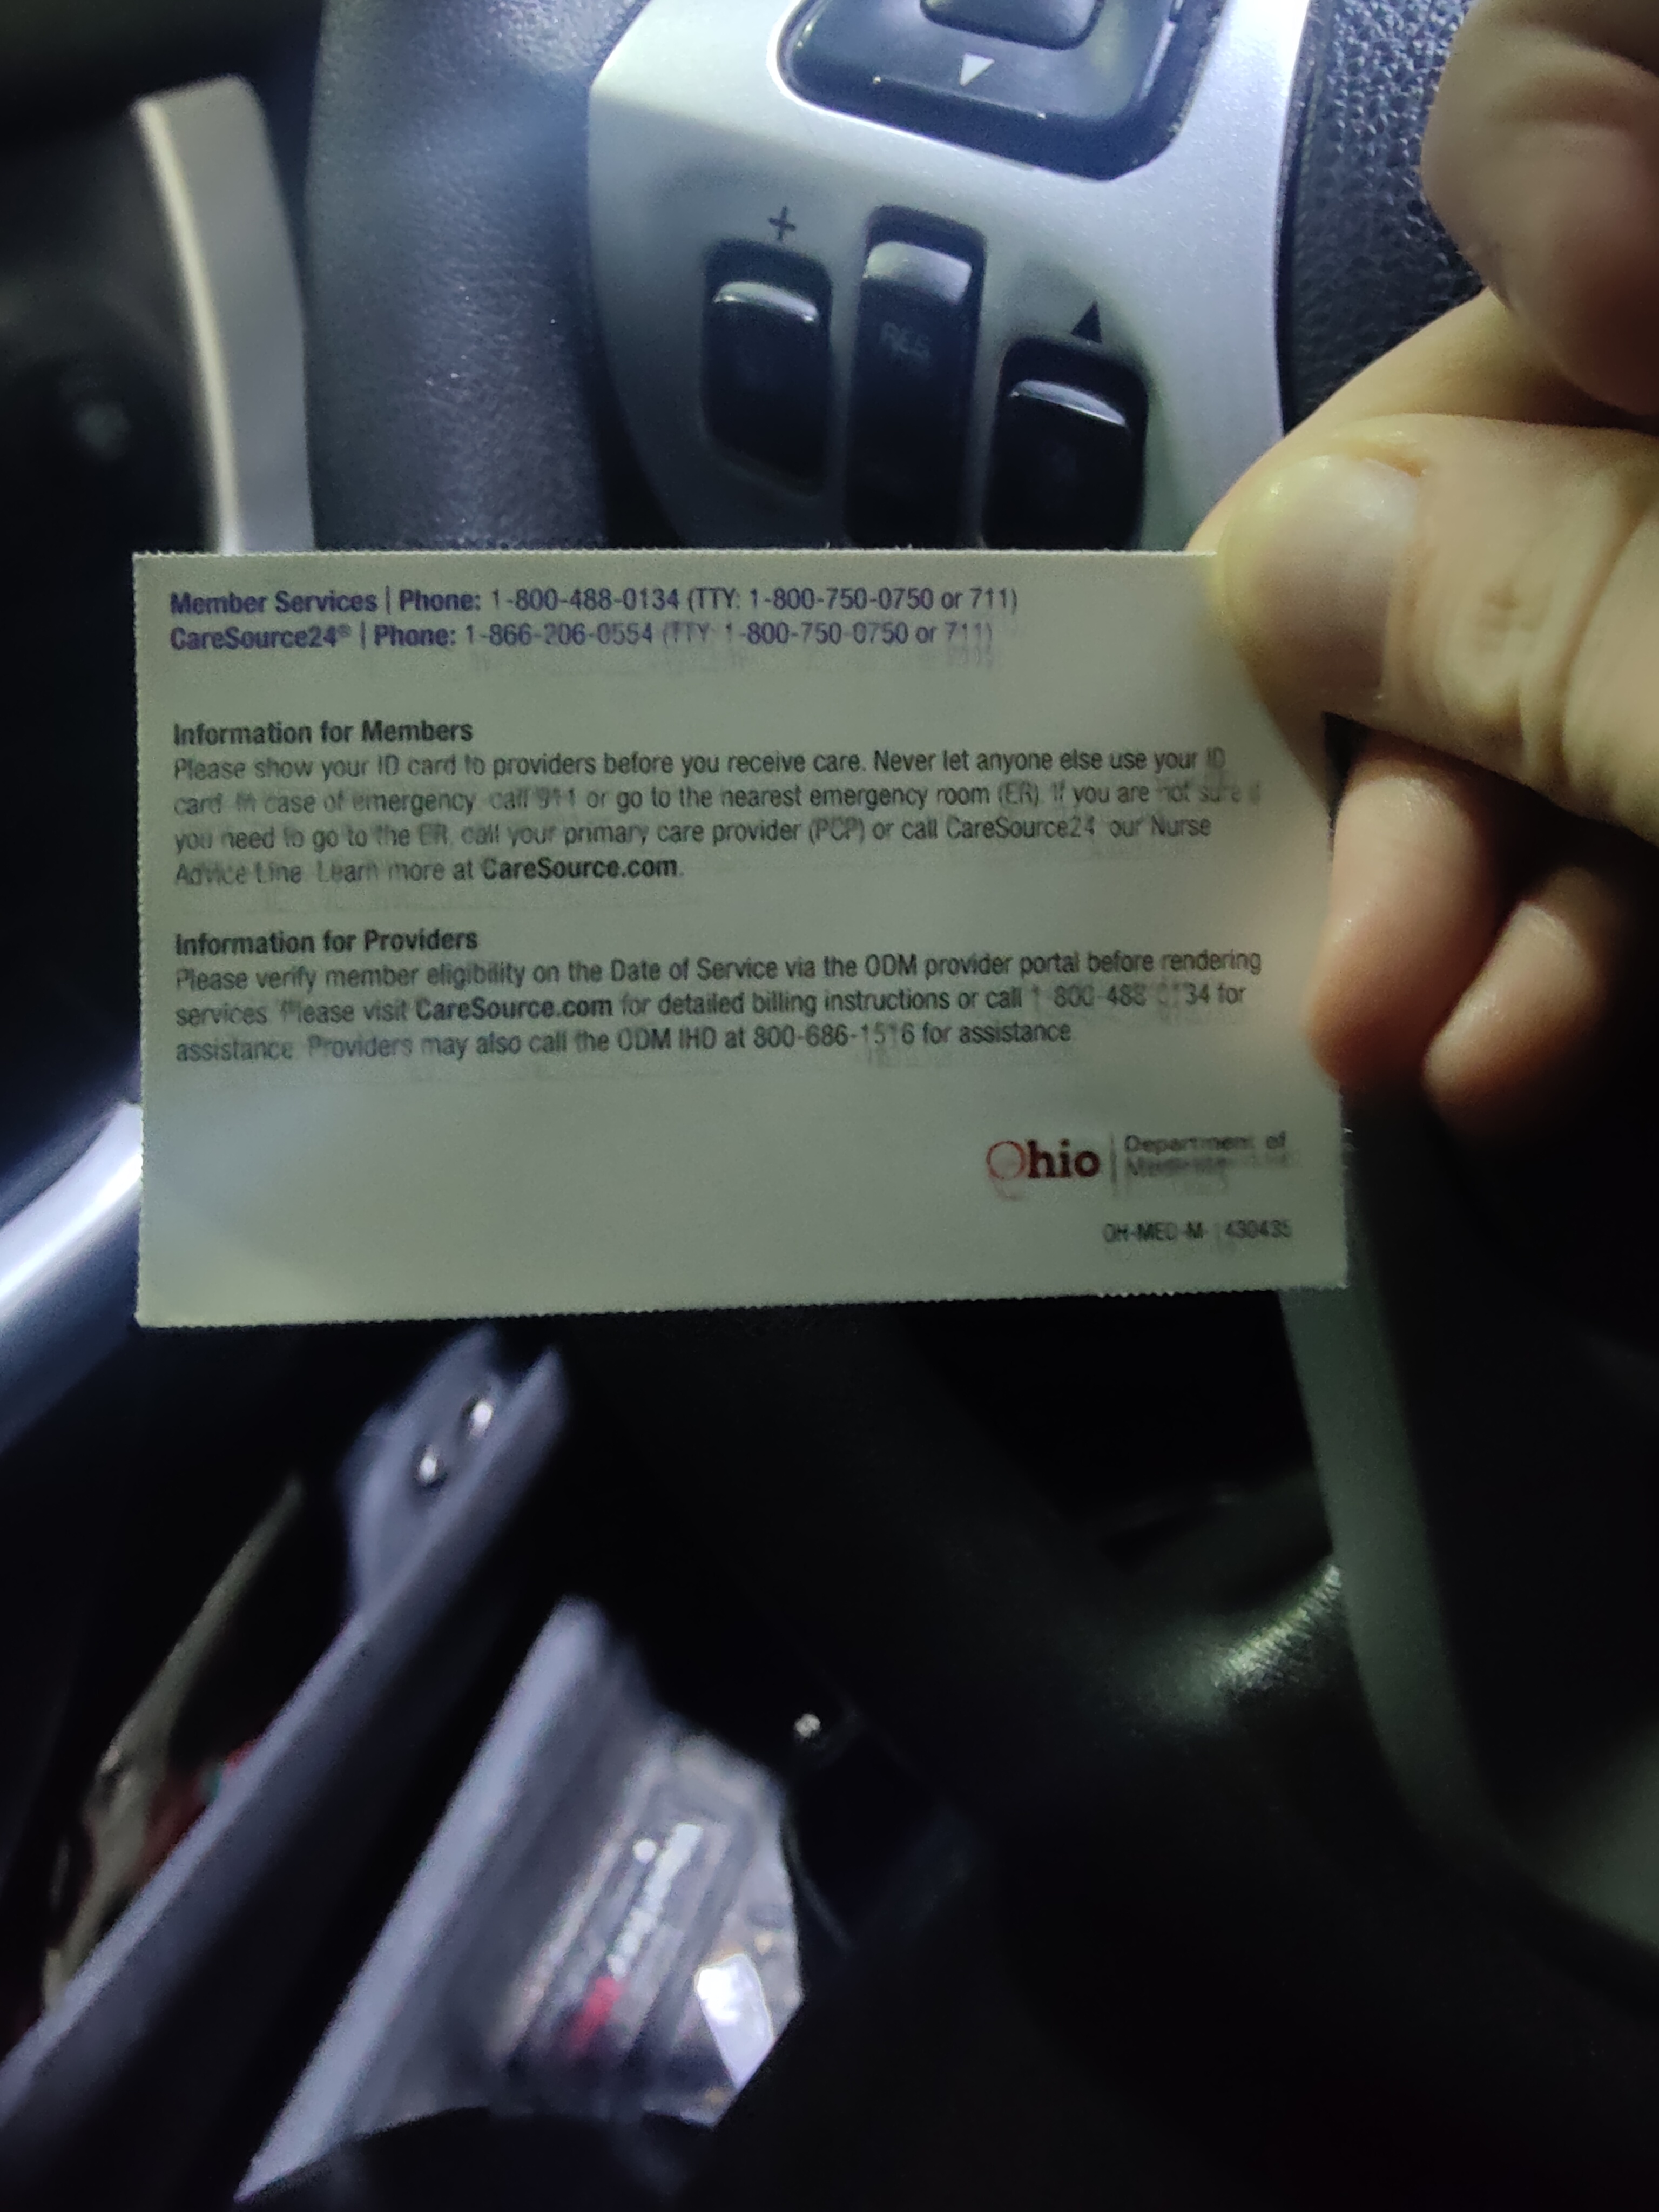 +
RES
Member Services | Phone: 1-800-488-0134 (TTY: 1-800-750-0750 or 711)
CareSource24® | Phone: 1-866-206-0554 (TTY: 1-800-750-0750 or 711)
Information for Members
Please show your ID card to providers before you receive care. Never let anyone else use your ID
card. In case of emergency, call 911 or go to the nearest emergency room (ER). If you are not sure if
you need to go to the ER, call your primary care provider (PCP) or call CareSource24, our Nurse
Advice Line. Learn more at CareSource.com.
Information for Providers
Please verify member eligibility on the Date of Service via the ODM provider portal before rendering
services. Please visit CareSource.com for detailed billing instructions or call 1-800-488-0134 for
assistance. Providers may also call the ODM IHD at 800-686-1516 for assistance.
Ohio | Department of
Medicaid
OH-MED-M-1430435